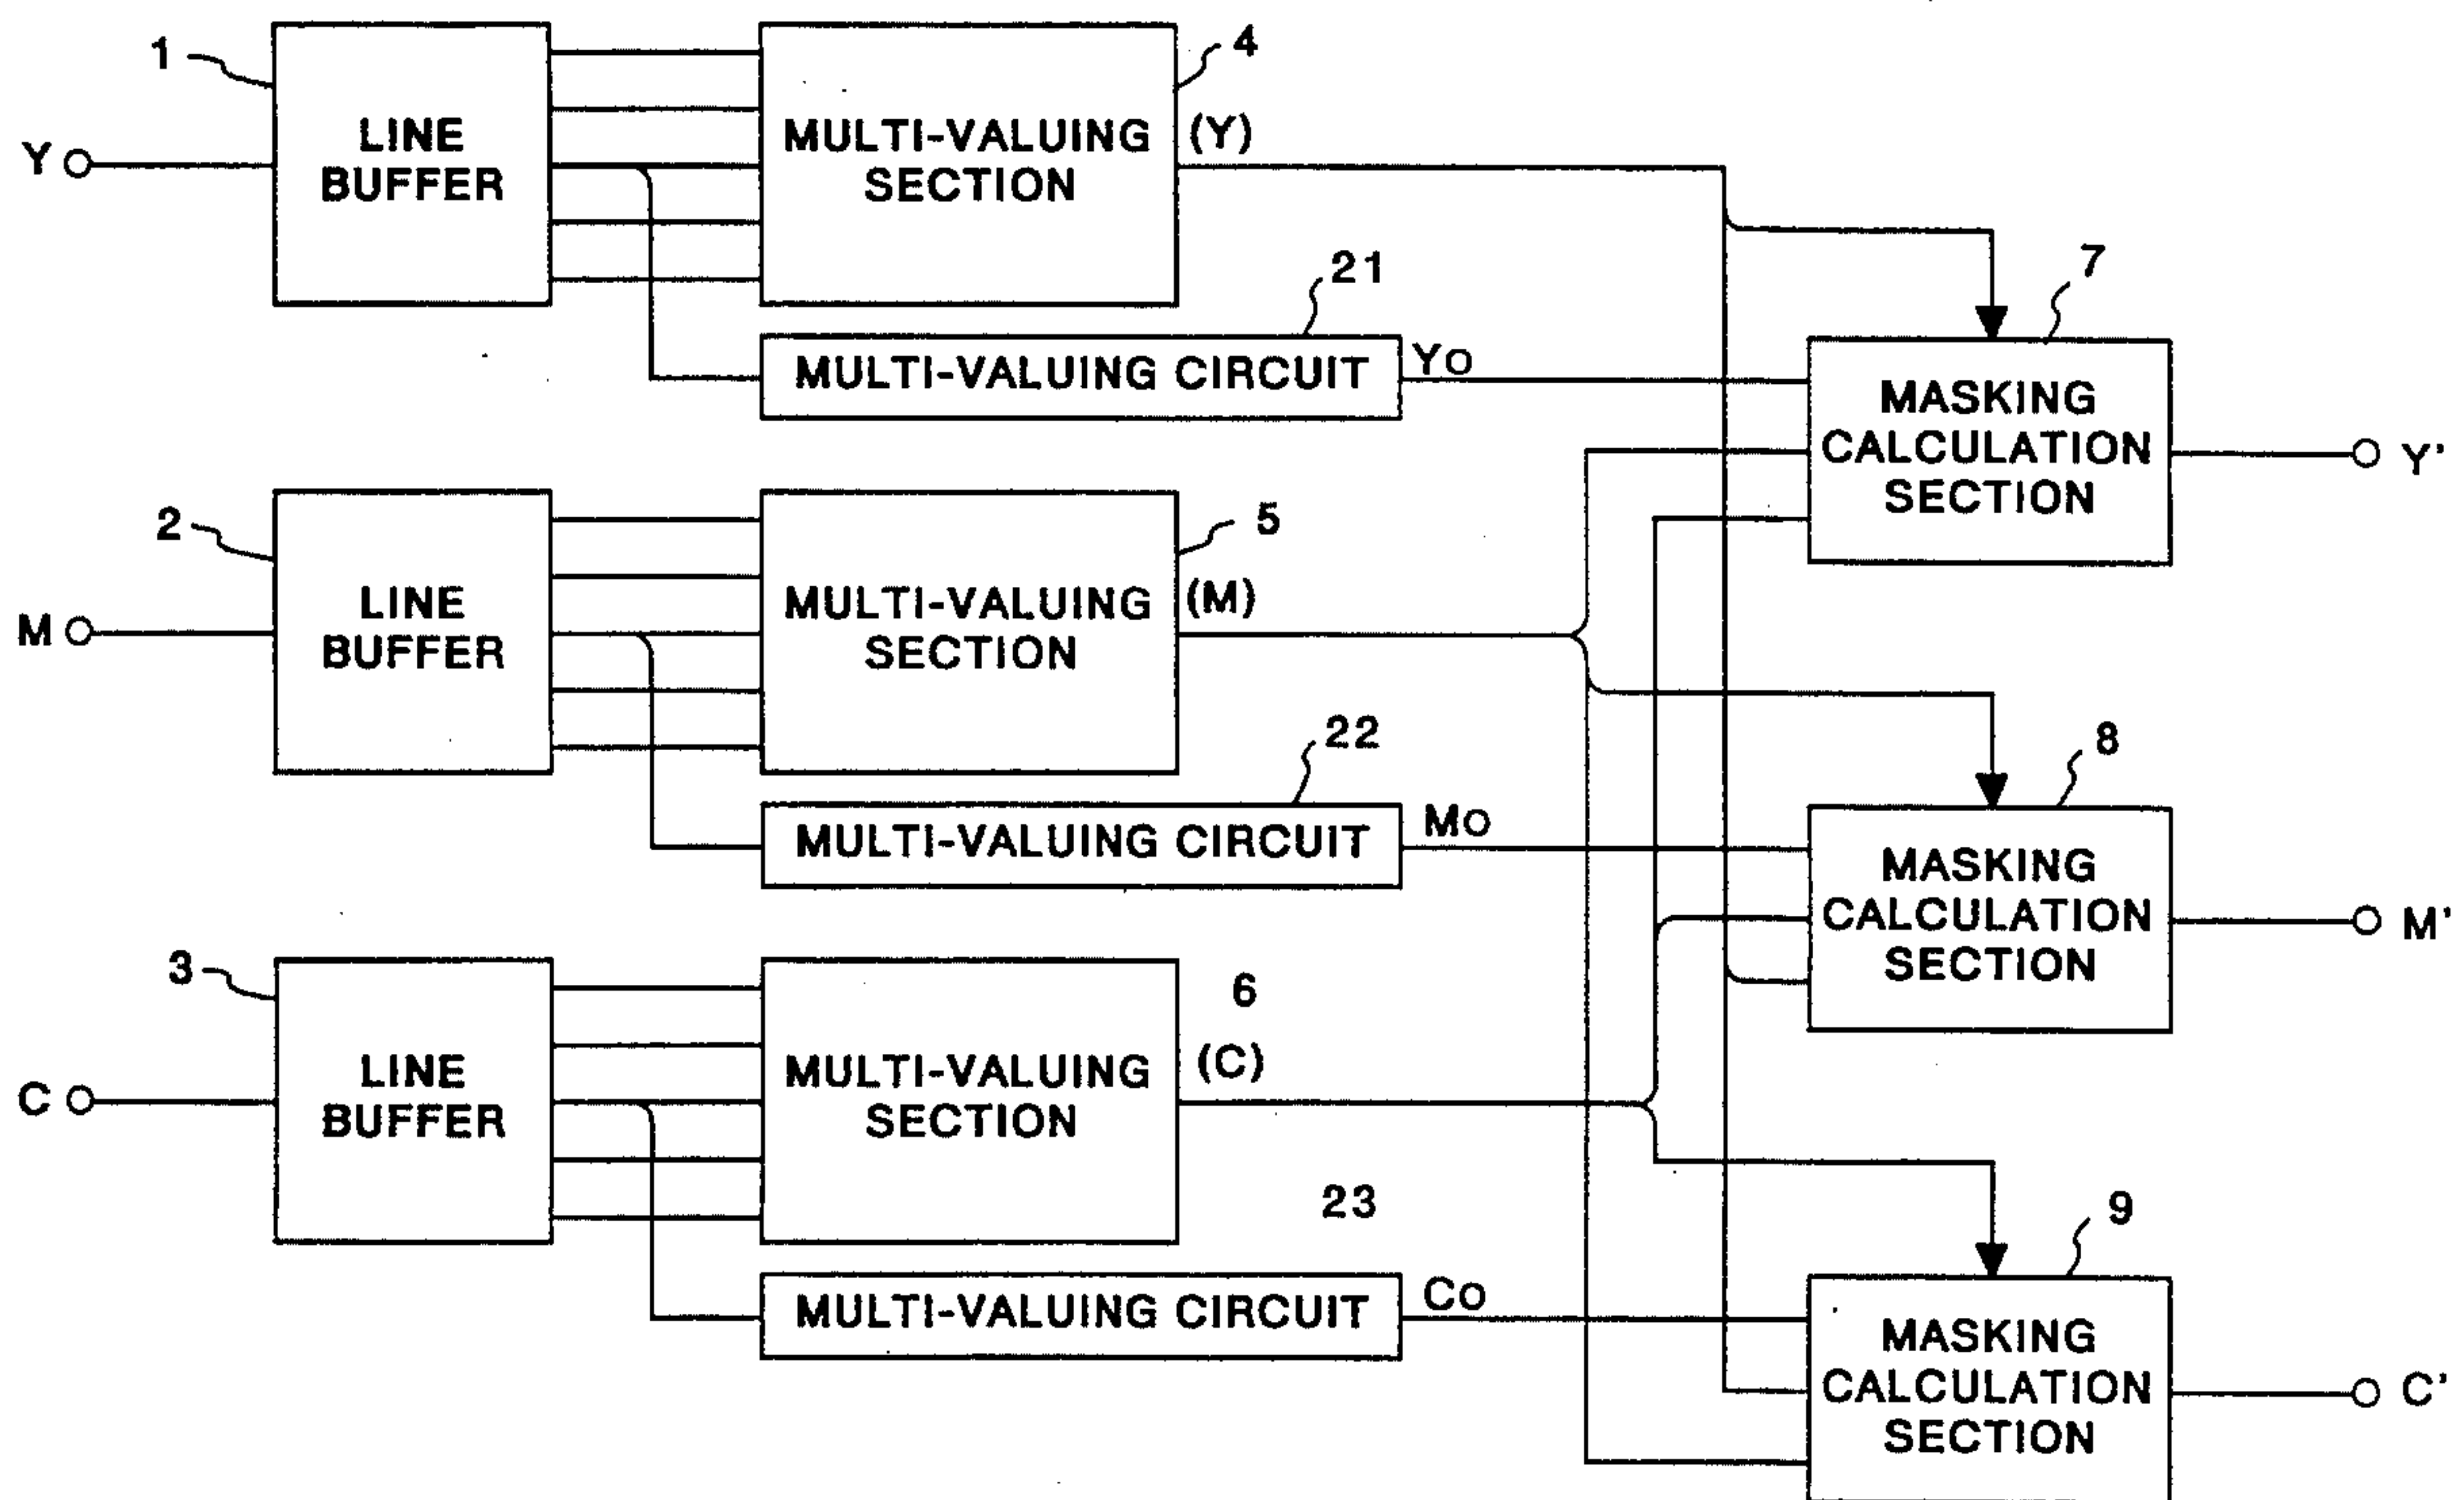 1
LINE
BUFFER
Y
MULTI-VALUING
SECTION
4
(Y)
21
MULTI-VALUING CIRCUIT
Yo
7
MASKING
CALCULATION
SECTION
Y'
2
LINE
BUFFER
M
MULTI-VALUING
SECTION
5
(M)
22
MULTI-VALUING CIRCUIT
Mo
8
MASKING
CALCULATION
SECTION
M'
3
LINE
BUFFER
C
MULTI-VALUING
SECTION
6
(C)
23
MULTI-VALUING CIRCUIT
Co
9
MASKING
CALCULATION
SECTION
C'